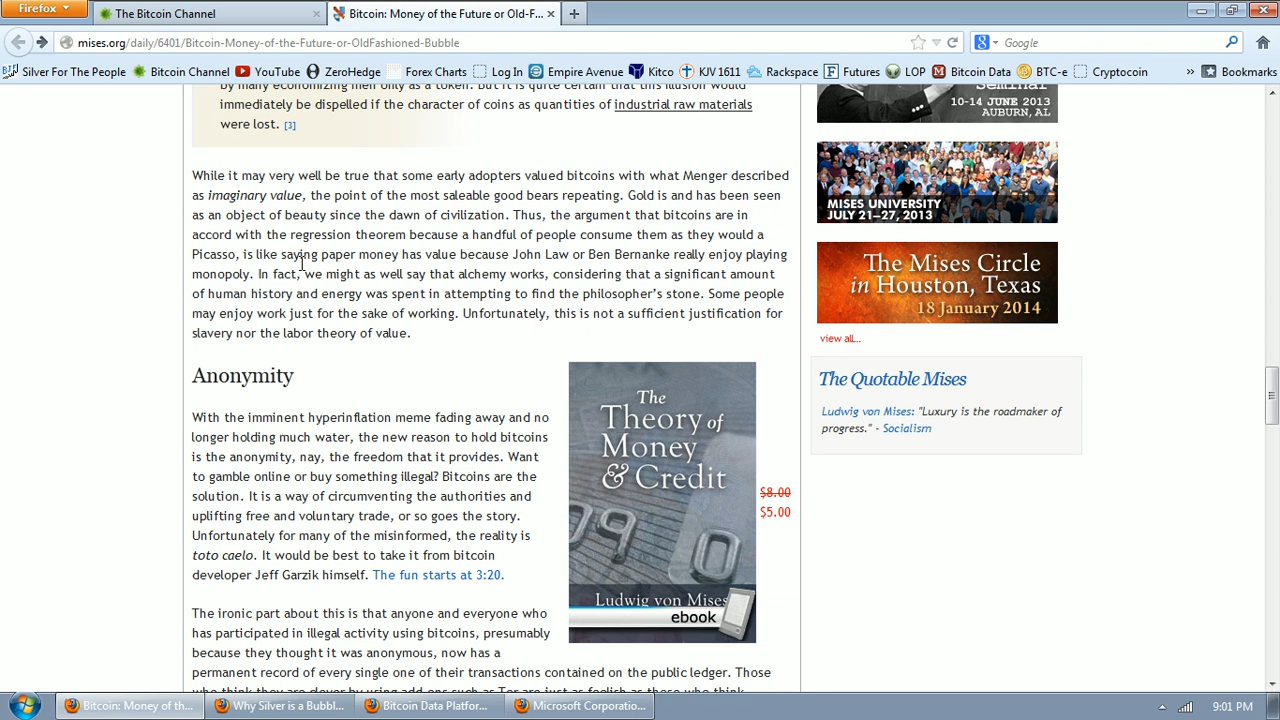 Firefox
The Bitcoin Channel
Bitcoin: Money of the Future or Old-F...
mises.org/daily/6401/Bitcoin-Money-of-the-Future-or-OldFashioned-Bubble
Google
Silver For The People
Bitcoin Channel
YouTube
ZeroHedge
Forex Charts
Log In
Empire Avenue
Kitco
KJV 1611
Rackspace
Futures
LOP
Bitcoin Data
BTC-e
Cryptocoin
»
Bookmarks
by many economizing men only as a token. But it is quite certain that this illusion would
immediately be dispelled if the character of coins as quantities of industrial raw materials
were lost. [3]
While it may very well be true that some early adopters valued bitcoins with what Menger described
as imaginary value, the point of the most saleable good bears repeating. Gold is and has been seen
as an object of beauty since the dawn of civilization. Thus, the argument that bitcoins are in
accord with the regression theorem because a handful of people consume them as they would a
Picasso, is like saying paper money has value because John Law or Ben Bernanke really enjoy playing
monopoly. In fact, we might as well say that alchemy works, considering that a significant amount
of human history and energy was spent in attempting to find the philosopher's stone. Some people
may enjoy work just for the sake of working. Unfortunately, this is not a sufficient justification for
slavery nor the labor theory of value.
Anonymity
With the imminent hyperinflation meme fading away and no
longer holding much water, the new reason to hold bitcoins
is the anonymity, nay, the freedom that it provides. Want
to gamble online or buy something illegal? Bitcoins are the
solution. It is a way of circumventing the authorities and
uplifting free and voluntary trade, or so goes the story.
Unfortunately for many of the misinformed, the reality is
toto caelo. It would be best to take it from bitcoin
developer Jeff Garzik himself. The fun starts at 3:20.
The ironic part about this is that anyone and everyone who
has participated in illegal activity using bitcoins, presumably
because they thought it was anonymous, now has a
permanent record of every single one of their transactions contained on the public ledger. Those
who think they are clever by using add-ons such as Tor are just as foolish as those who think
The
Theory of
Money
& Credit
Ludwig von Mises
ebook
$8.00
$5.00
Seminar
10-14 JUNE 2013
AUBURN, AL
MISES UNIVERSITY
JULY 21-27, 2013
The Mises Circle
in Houston, Texas
18 January 2014
view all...
The Quotable Mises
Ludwig von Mises: "Luxury is the roadmaker of
progress." - Socialism
Bitcoin: Money of th...
Why Silver is a Bubbl...
Bitcoin Data Platfor...
Microsoft Corporatio...
9:01 PM